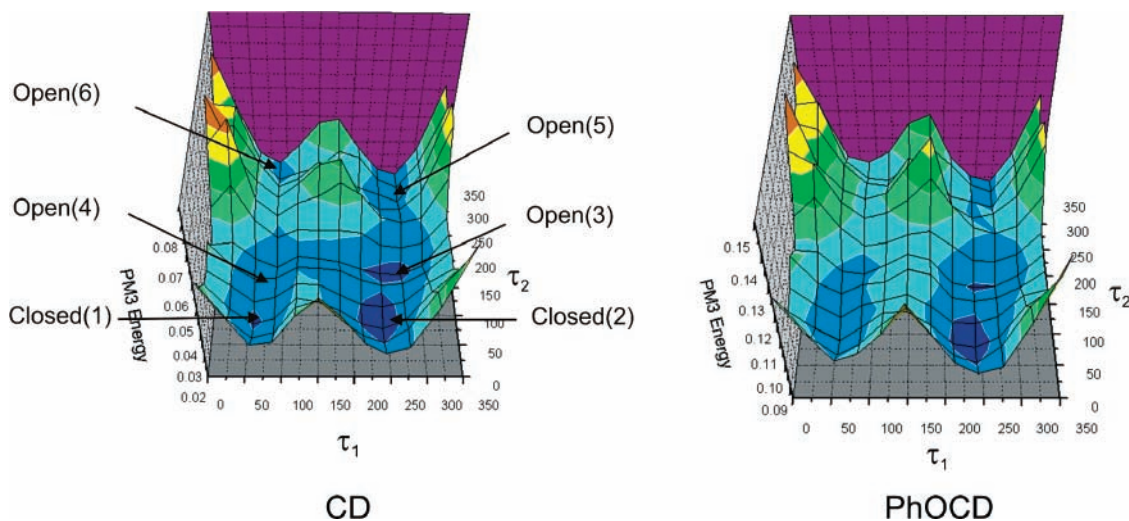 Open(6)
Open(5)
Open(4)
Open(3)
Closed(1)
Closed(2)
PM3 Energy
0.08
0.07
0.06
0.05
0.04
0.03
0.02
0 50 100 150 200 250 300 350
τ1
350
300
250
200
150
100
50
0
τ2
CD
PM3 Energy
0.15
0.14
0.13
0.12
0.11
0.10
0.09
0 50 100 150 200 250 300 350
τ1
350
300
250
200
150
100
50
0
τ2
PhOCD